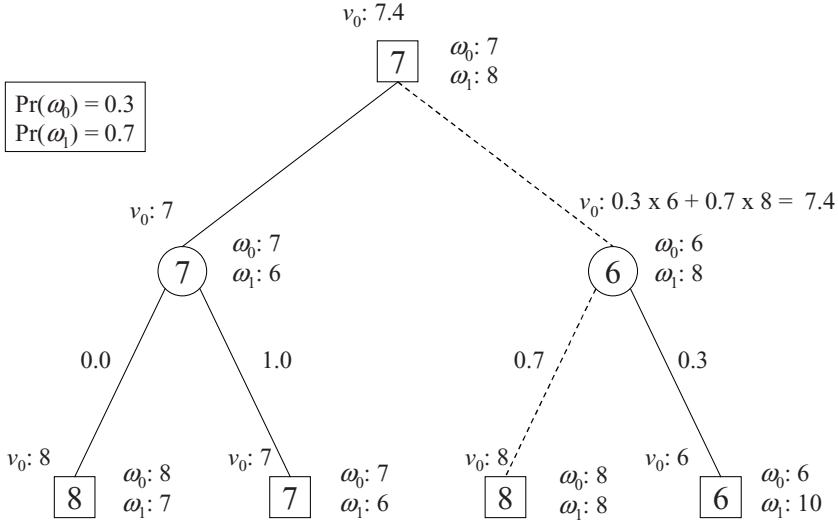 v₀: 7.4
7
ω₀: 7
ω₁: 8
Pr(ω₀) = 0.3
Pr(ω₁) = 0.7
v₀: 7
v₀: 0.3 x 6 + 0.7 x 8 = 7.4
7
ω₀: 7
ω₁: 6
6
ω₀: 6
ω₁: 8
0.0
1.0
0.7
0.3
v₀: 8
8
ω₀: 8
ω₁: 7
v₀: 7
7
ω₀: 7
ω₁: 6
v₀: 8
8
ω₀: 8
ω₁: 8
v₀: 6
6
ω₀: 6
ω₁: 10